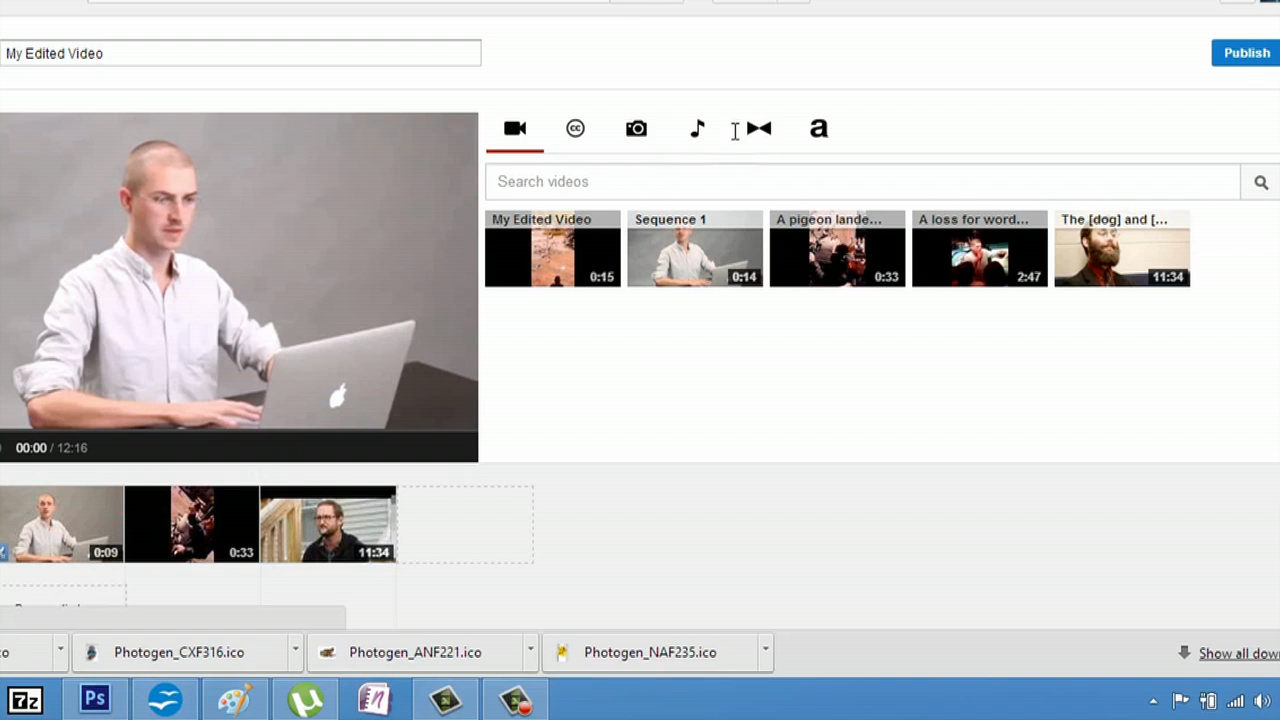 My Edited Video
Publish
cc
a
Search videos
My Edited Video
0:15
Sequence 1
0:14
A pigeon lande...
0:33
A loss for word...
2:47
The [dog] and [...
11:34
00:00 / 12:16
0:09
0:33
11:34
co
Photogen_CXF316.ico
Photogen_ANF221.ico
Photogen_NAF235.ico
Show all dow
7z
Ps